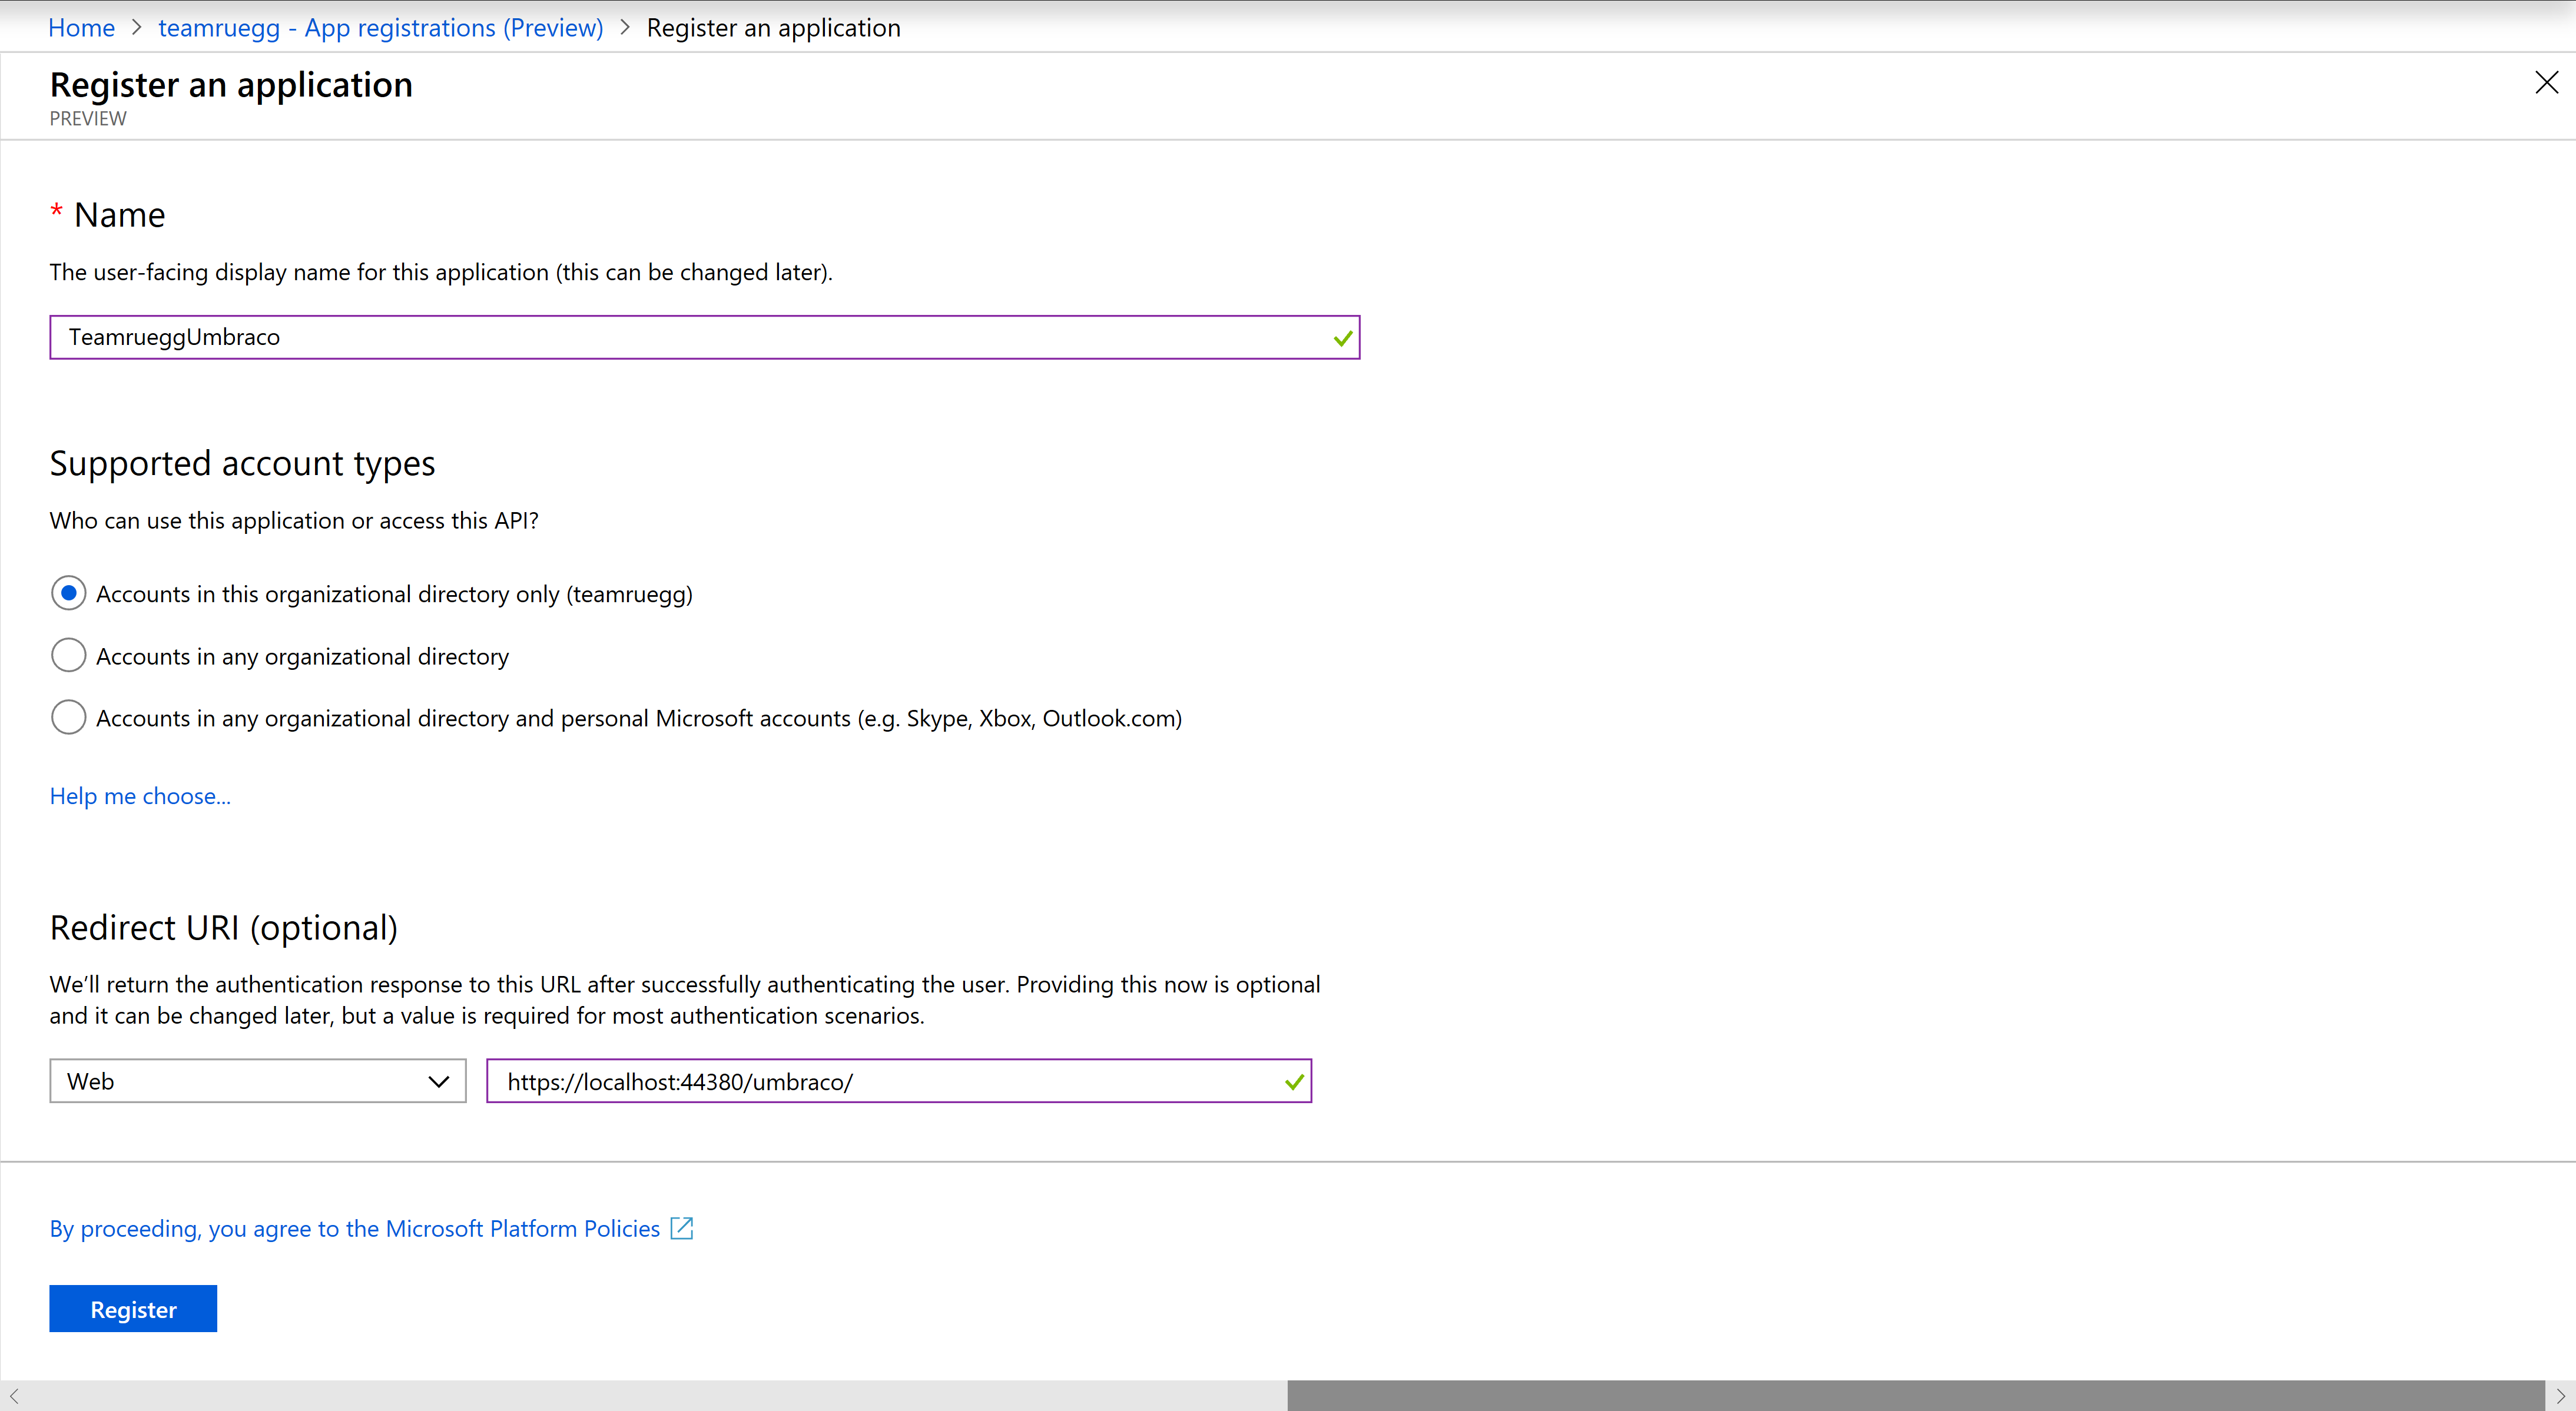 Home > teamruegg - App registrations (Preview) > Register an application
Register an application
PREVIEW
* Name
The user-facing display name for this application (this can be changed later).
TeamrueggUmbraco
Supported account types
Who can use this application or access this API?
Accounts in this organizational directory only (teamruegg)
Accounts in any organizational directory
Accounts in any organizational directory and personal Microsoft accounts (e.g. Skype, Xbox, Outlook.com)
Help me choose...
Redirect URI (optional)
We’ll return the authentication response to this URL after successfully authenticating the user. Providing this now is optional
and it can be changed later, but a value is required for most authentication scenarios.
Web https://localhost:44380/umbraco/
By proceeding, you agree to the Microsoft Platform Policies
Register